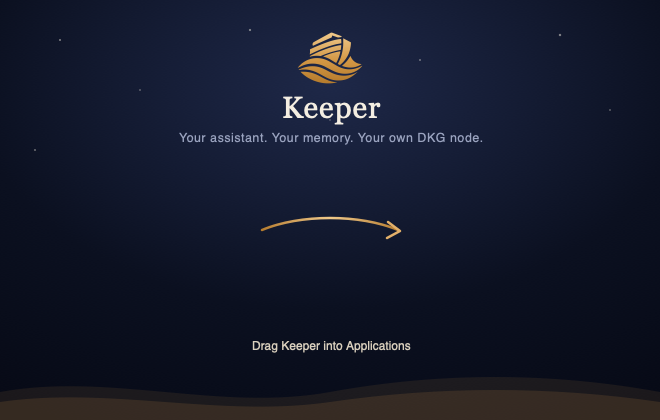 Keeper
Your assistant. Your memory. Your own DKG node.
Drag Keeper into Applications